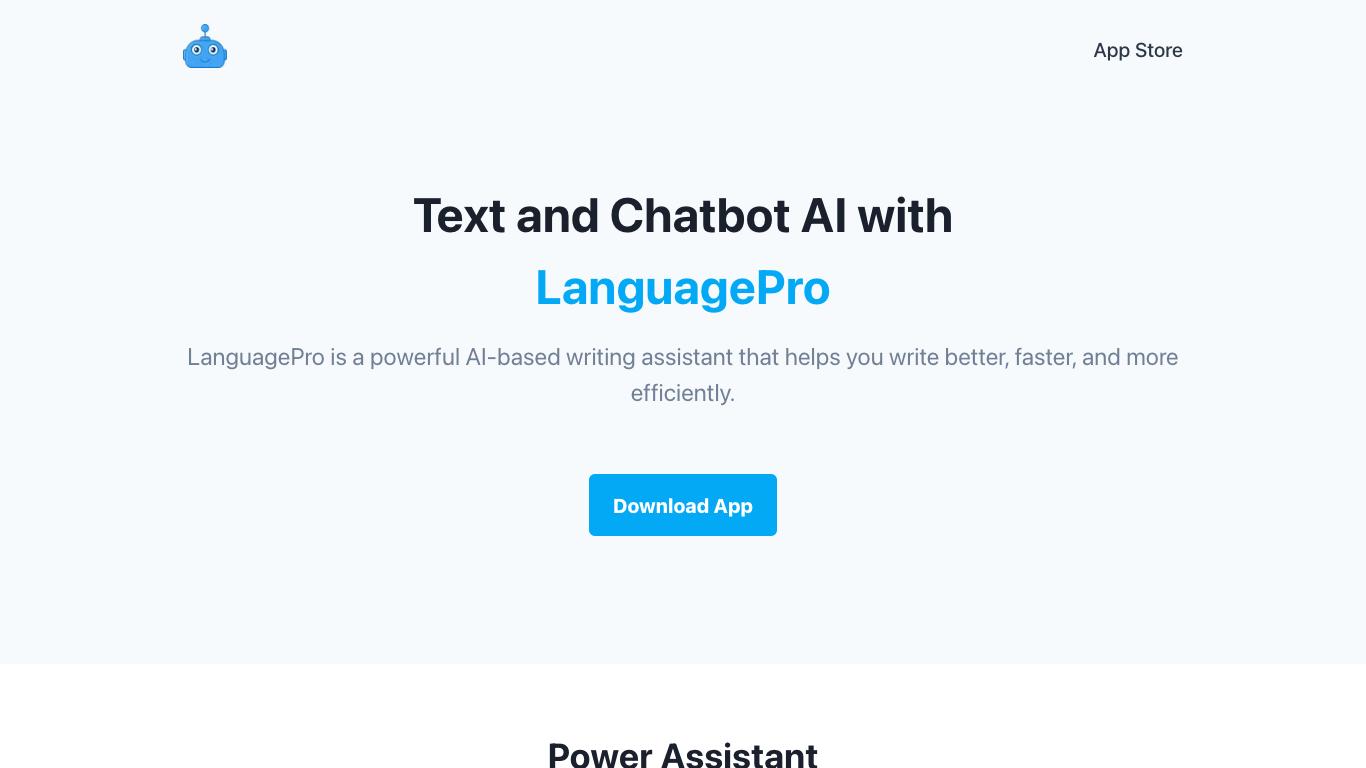 App Store
Text and Chatbot AI with
LanguagePro
LanguagePro is a powerful AI-based writing assistant that helps you write better, faster, and more
efficiently.
Download App
Power Assistant